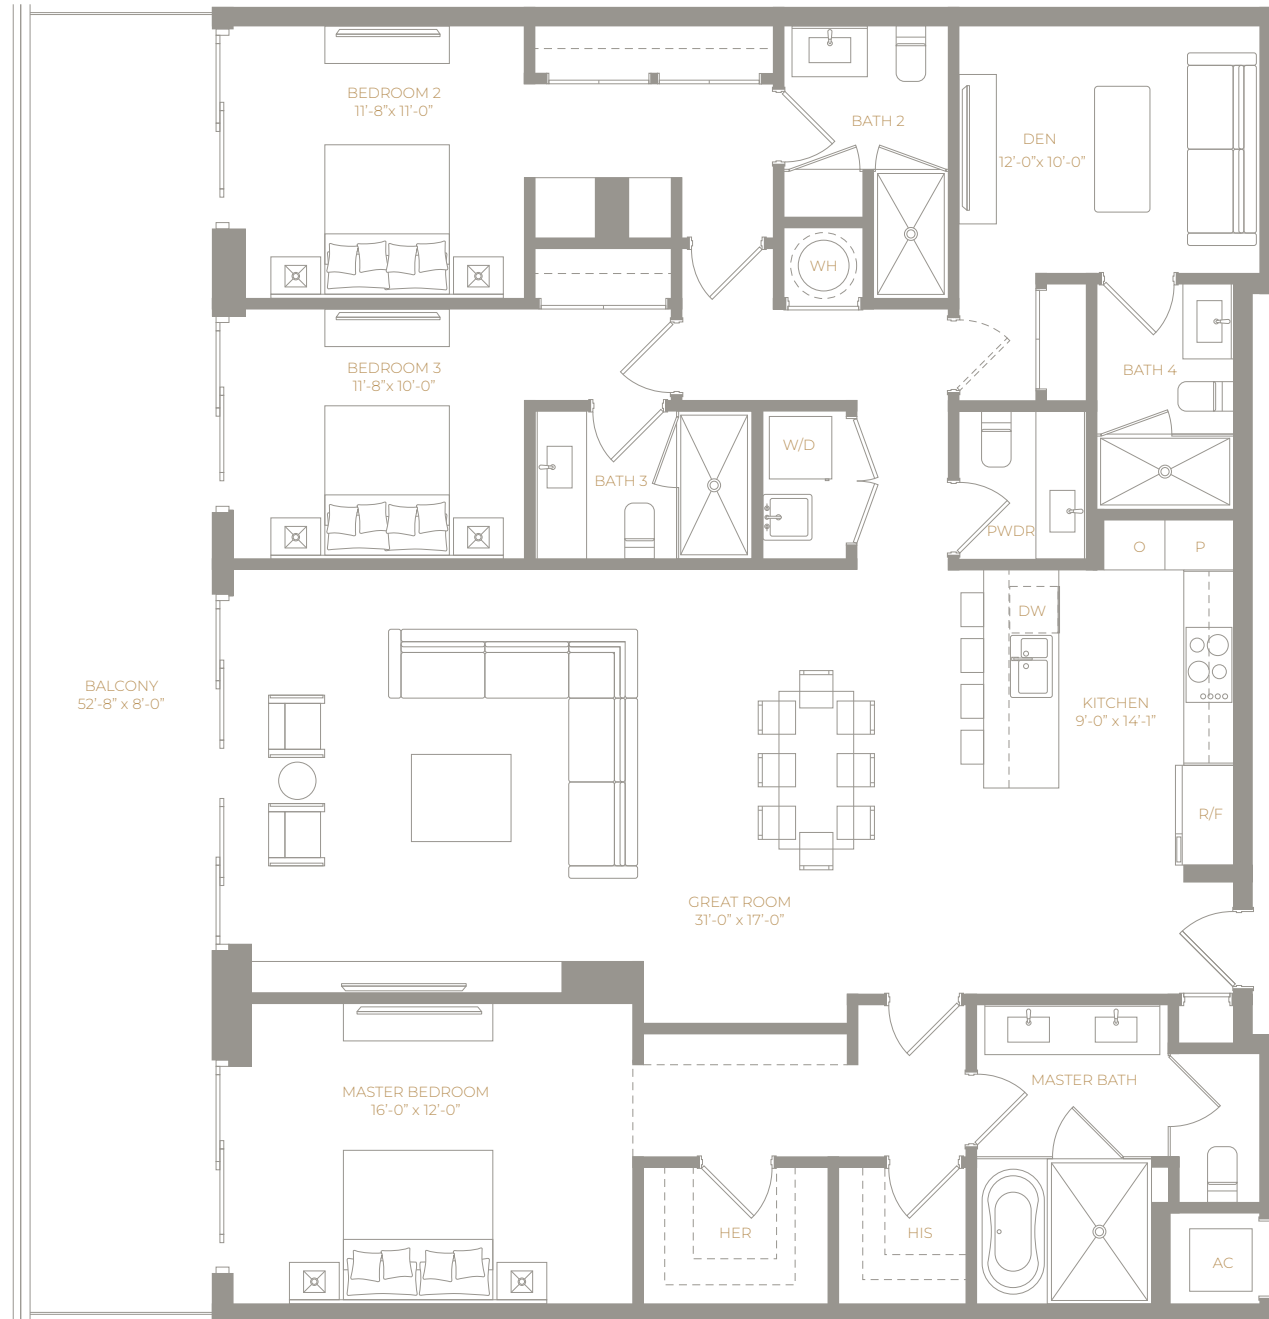 BEDROOM 2
11'-8"x 11'-0"
BATH 2
DEN
12'-0"x 10'-0"
WH
BEDROOM 3
11'-8"x 10'-0"
BATH 4
W/D
BATH 3
PWDR
O
P
DW
BALCONY
52'-8" x 8'-0"
KITCHEN
9'-0" x 14'-1"
R/F
GREAT ROOM
31'-0" x 17'-0"
MASTER BEDROOM
16'-0" x 12'-0"
MASTER BATH
HER
HIS
AC